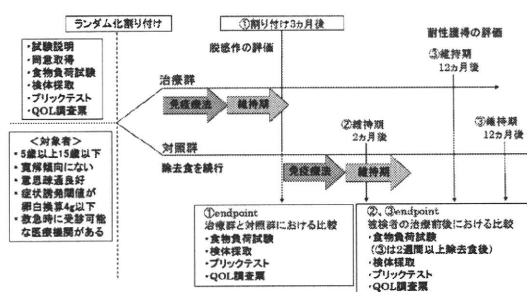 ランダム化割り付け
・試験説明
・同意取得
・食物負荷試験
・検体採取
・プリックテスト
・QOL調査票
<対象者>
・5歳以上15歳以下
・寛解傾向にない
・意思疎通良好
・症状誘発閾値が
卵白換算4g以下
・救急時に受診可能
な医療機関がある
①割り付け3ヵ月後
脱感作の評価
治療群
免疫療法
維持期
対照群
除去食を続行
免疫療法
維持期
②維持期
2ヵ月後
耐性獲得の評価
③維持期
12ヵ月後
③維持期
12ヵ月後
①endpoint
治療群と対照群における比較
・食物負荷試験
・検体採取
・プリックテスト
・QOL調査票
②、③endpoint
被検者の治療前後における比較
・食物負荷試験
(③は2週間以上除去食後)
・検体採取
・プリックテスト
・QOL調査票